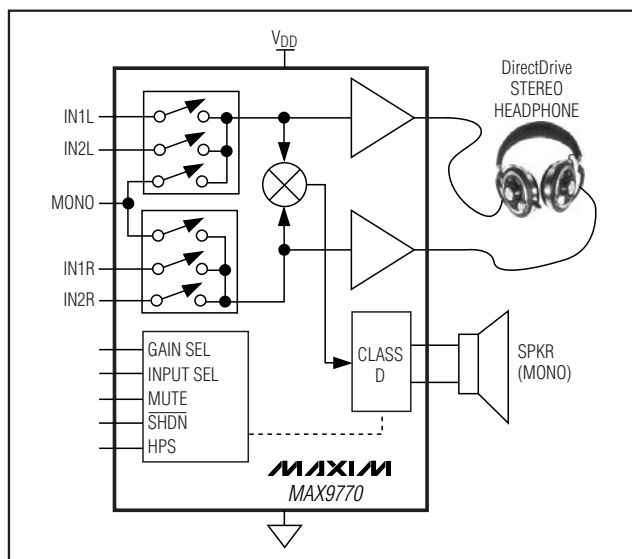 VDD
DirectDrive
STEREO
HEADPHONE
IN1L
IN2L
MONO
IN1R
IN2R
GAIN SEL
INPUT SEL
MUTE
SHDN
HPS
CLASS
D
SPKR
(MONO)
MAXIM
MAX9770